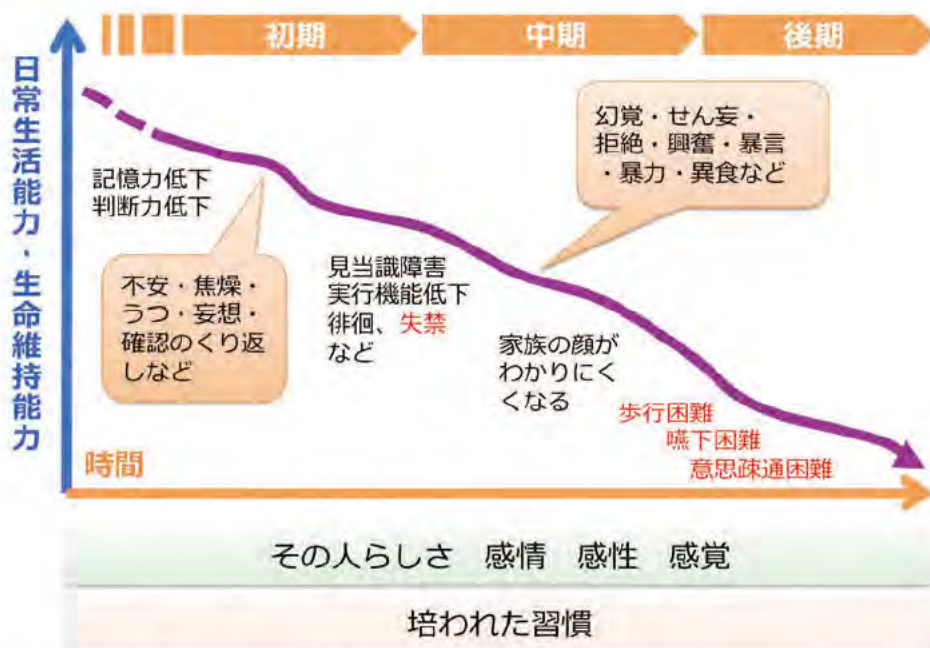 初期
中期
後期
日常生活能力・生命維持能力
幻覚・せん妄・
拒絶・興奮・暴言
・暴力・異食など
記憶力低下
判断力低下
不安・焦燥・
うつ・妄想・
確認のくり返
しなど
見当識障害
実行機能低下
徘徊、失禁
など
家族の顔が
わかりにく
くなる
歩行困難
嚥下困難
意思疎通困難
時間
その人らしさ 感情 感性 感覚
培われた習慣